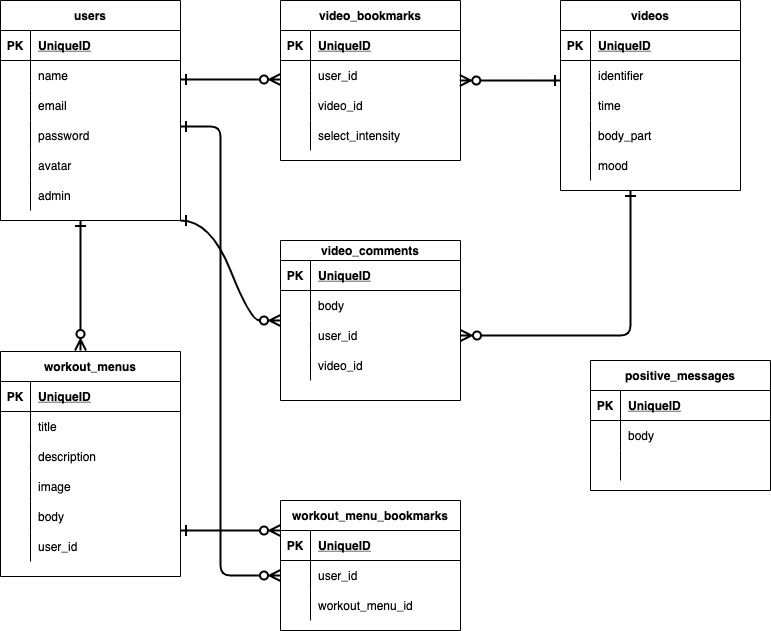 users
PK UniqueID
name
email
password
avatar
admin
video_bookmarks
PK UniqueID
user_id
video_id
select_intensity
videos
PK UniqueID
identifier
time
body_part
mood
video_comments
PK UniqueID
body
user_id
video_id
workout_menus
PK UniqueID
title
description
image
body
user_id
positive_messages
PK UniqueID
body
workout_menu_bookmarks
PK UniqueID
user_id
workout_menu_id